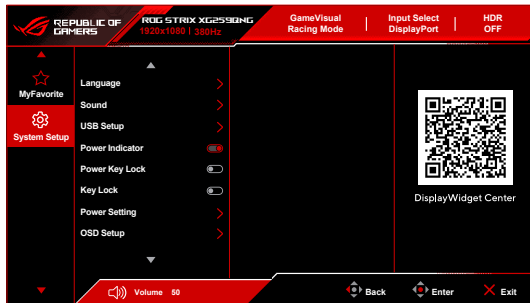 REPUBLIC OF
GAMERS
ROG STRIX XG259QNG
1920x1080 | 380Hz
GameVisual
Racing Mode
Input Select
DisplayPort
HDR
OFF
MyFavorite
System Setup
Language
Sound
USB Setup
Power Indicator
Power Key Lock
Key Lock
Power Setting
OSD Setup
DisplayWidget Center
Volume 50
Back
Enter
Exit